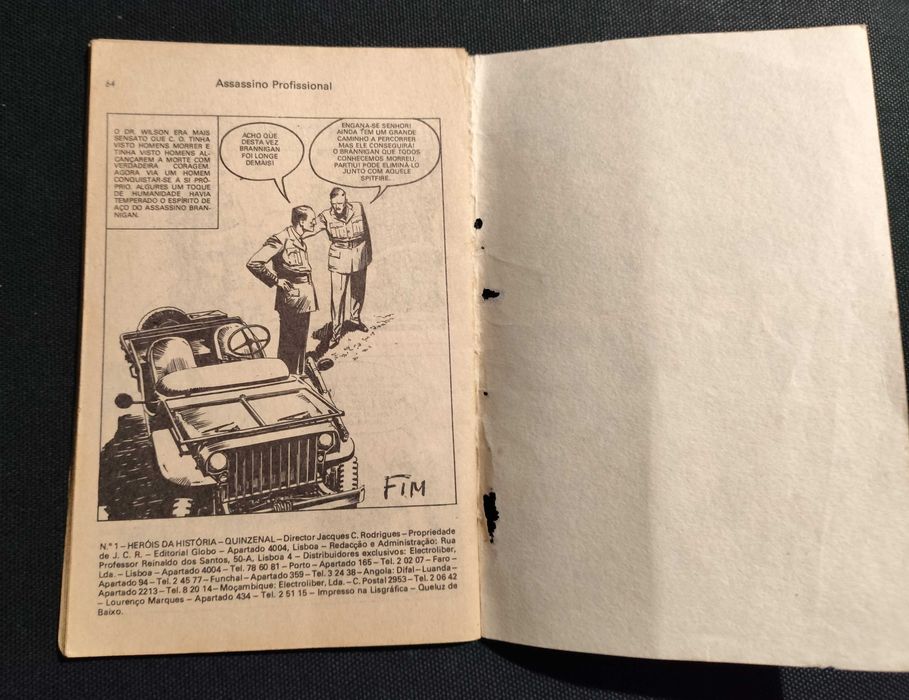 64
Assassino Profissional
O DR. WILSON ERA MAIS
SENSATO QUE C. O. TINHA
VISTO HOMENS MORRER E
TINHA VISTO HOMENS AL-
CANÇAREM A MORTE COM
VERDADEIRA CORAGEM.
AGORA VIA UM HOMEM
CONQUISTAR-SE A SI PRÓ-
PRIO. ALGURES UM TOQUE
DE HUMANIDADE HAVIA
TEMPERADO O ESPÍRITO DE
AÇO DO ASSASSINO BRAN-
NIGAN.
ACHO QUE
DESTA VEZ
BRANNIGAN
FOI LONGE
DEMAIS!
ENGANA-SE SENHOR!
AINDA TEM UM GRANDE
CAMINHO A PERCORRER
MAS ELE CONSEGUIRÁ!
O BRANNIGAN QUE TODOS
CONHECEMOS MORREU,
PARTIU! PODE ELIMINÁ-LO
JUNTO COM AQUELE
SPITFIRE.
FIM
N.º 1 – HERÓIS DA HISTÓRIA – QUINZENAL – Director Jacques C. Rodrigues – Propriedade
de J. C. R. – Editorial Globo – Apartado 4004, Lisboa – Redacção e Administração: Rua
Professor Reinaldo dos Santos, 50-A, Lisboa 4 – Distribuidores exclusivos: Electroliber,
Lda. – Lisboa – Apartado 4004 – Tel. 78 60 81 – Porto – Apartado 165 – Tel. 2 02 07 – Faro –
Apartado 94 – Tel. 2 45 77 – Funchal – Apartado 359 – Tel. 3 24 38 – Angola: Difal – Luanda –
Apartado 2213 – Tel. 8 20 14 – Moçambique: Electroliber, Lda. – C. Postal 2953 – Tel. 2 06 42
– Lourenço Marques – Apartado 434 – Tel. 2 51 15 – Impresso na Lisgráfica – Queluz de
Baixo.